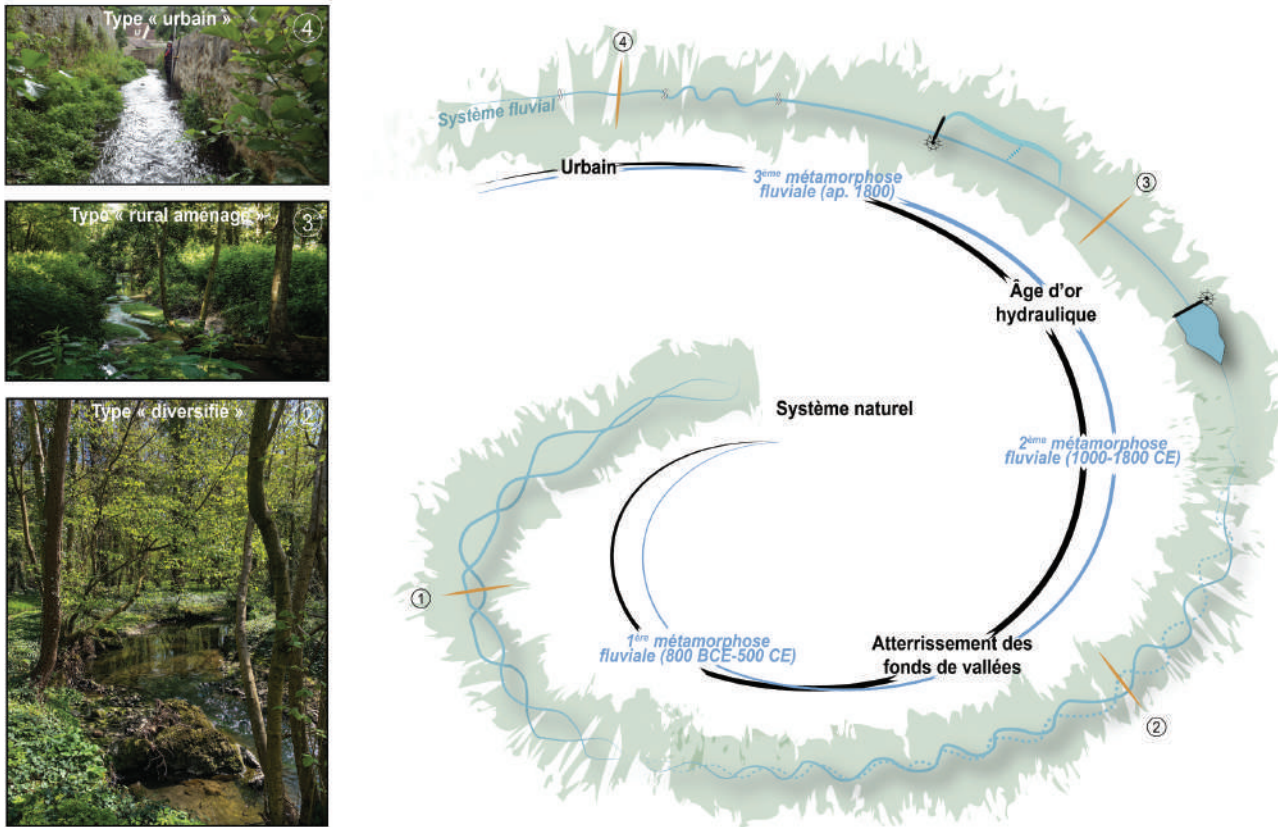 Type « urbain »
4
Type « rural aménagé »
3
Type « diversifié »
2
4
Système fluvial
Urbain
3ème métamorphose
fluviale (ap. 1800)
3
Âge d'or
hydraulique
Système naturel
2ème métamorphose
fluviale (1000-1800 CE)
1
1ère métamorphose
fluviale (800 BCE-500 CE)
Atterrissement des
fonds de vallées
2